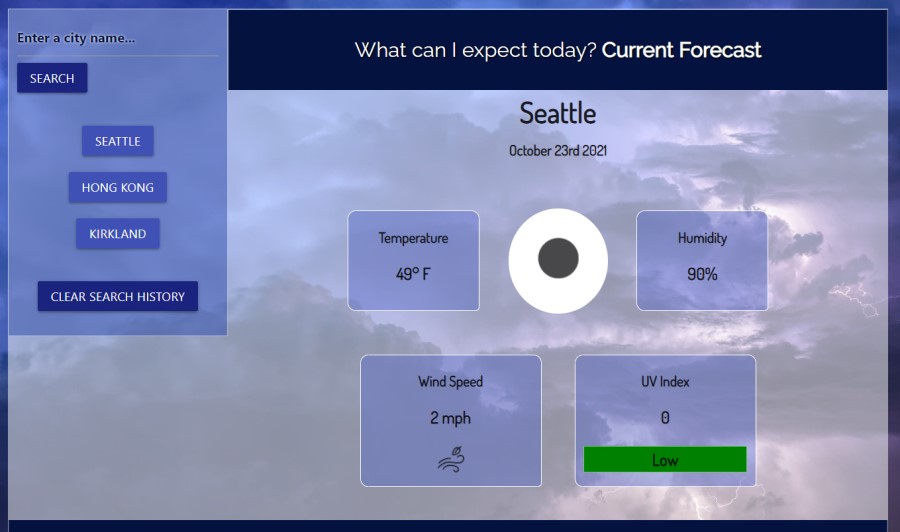 Enter a city name...
SEARCH
SEATTLE
HONG KONG
KIRKLAND
CLEAR SEARCH HISTORY
What can I expect today? Current Forecast
Seattle
October 23rd 2021
Temperature
49° F
Humidity
90%
Wind Speed
2 mph
UV Index
0
Low